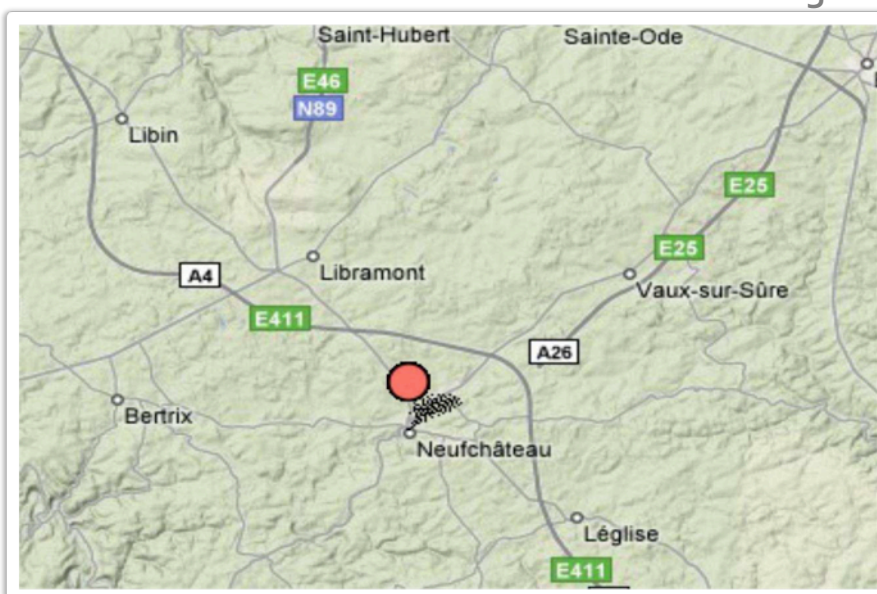 Saint-Hubert
Sainte-Ode
E46
N89
Libin
E25
E25
Libramont
A4
Vaux-sur-Sûre
E411
A26
Bertrix
Neufchâteau
Léglise
E411